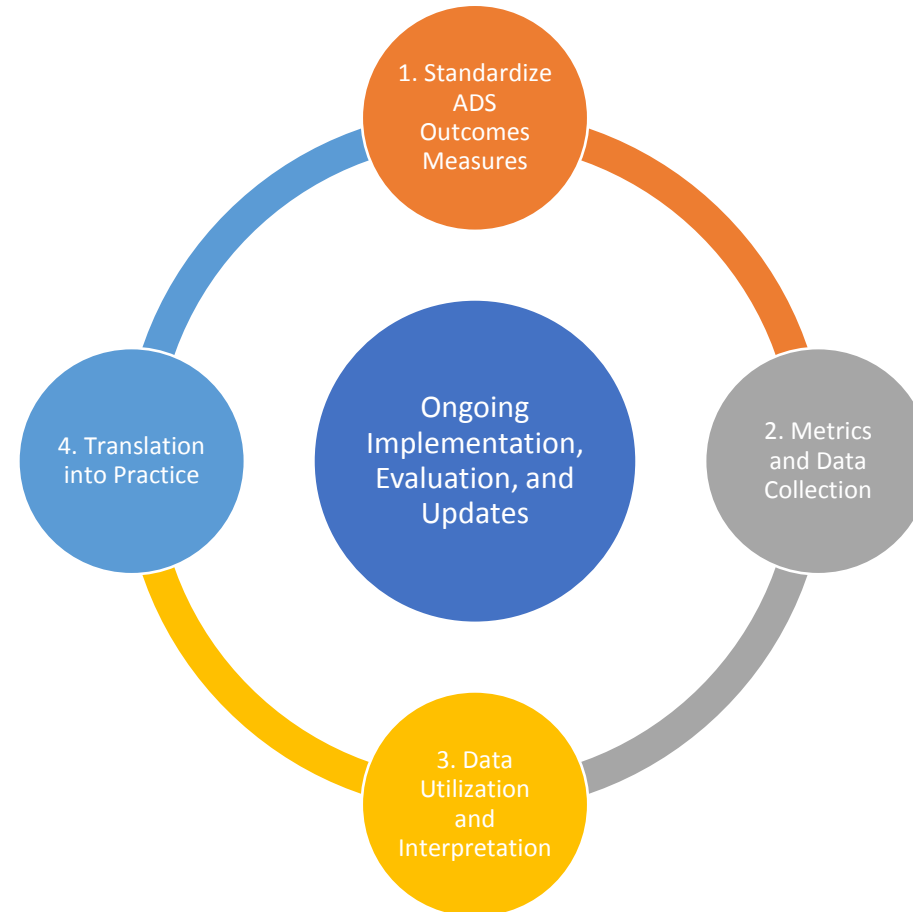 1. Standardize
ADS
Outcomes
Measures
2. Metrics
and Data
Collection
3. Data
Utilization
and
Interpretation
4. Translation
into Practice
Ongoing
Implementation,
Evaluation, and
Updates